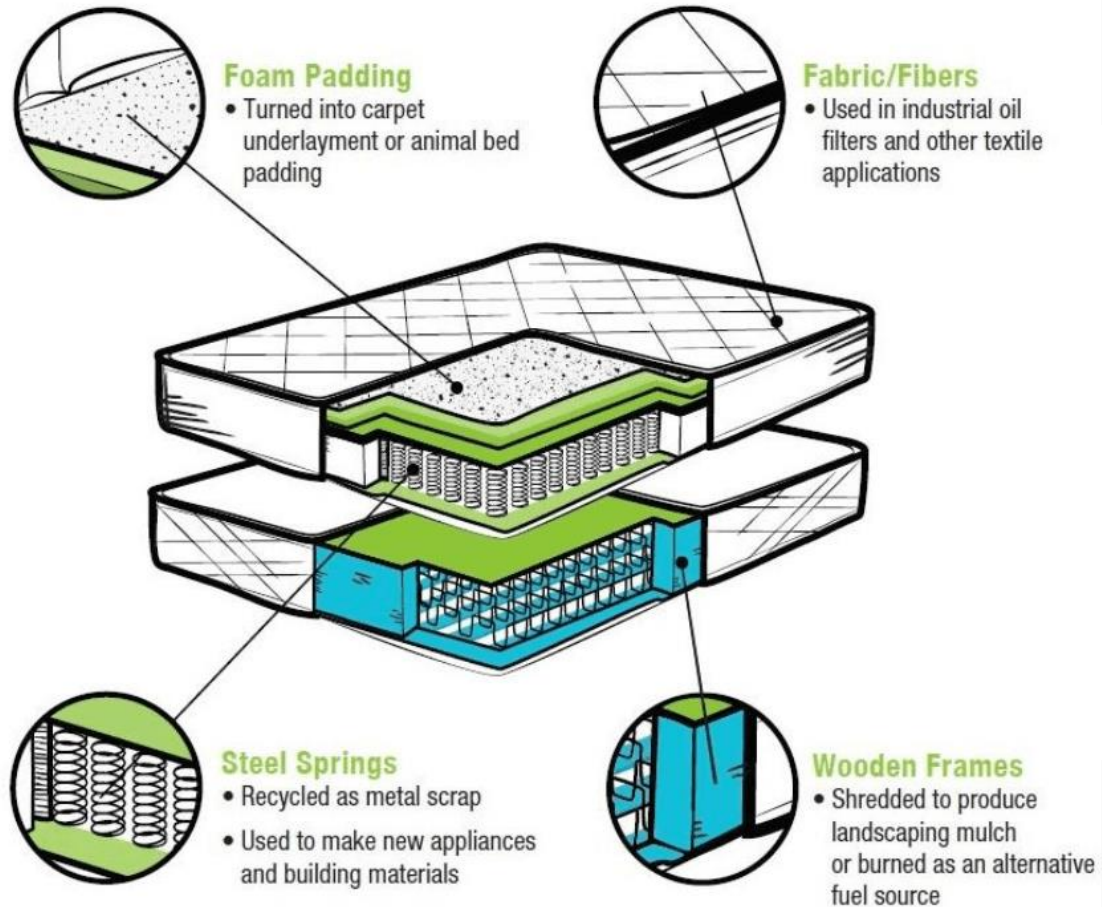 Foam Padding
• Turned into carpet
underlayment or animal bed
padding
Fabric/Fibers
• Used in industrial oil
filters and other textile
applications
Steel Springs
• Recycled as metal scrap
• Used to make new appliances
and building materials
Wooden Frames
• Shredded to produce
landscaping mulch
or burned as an alternative
fuel source